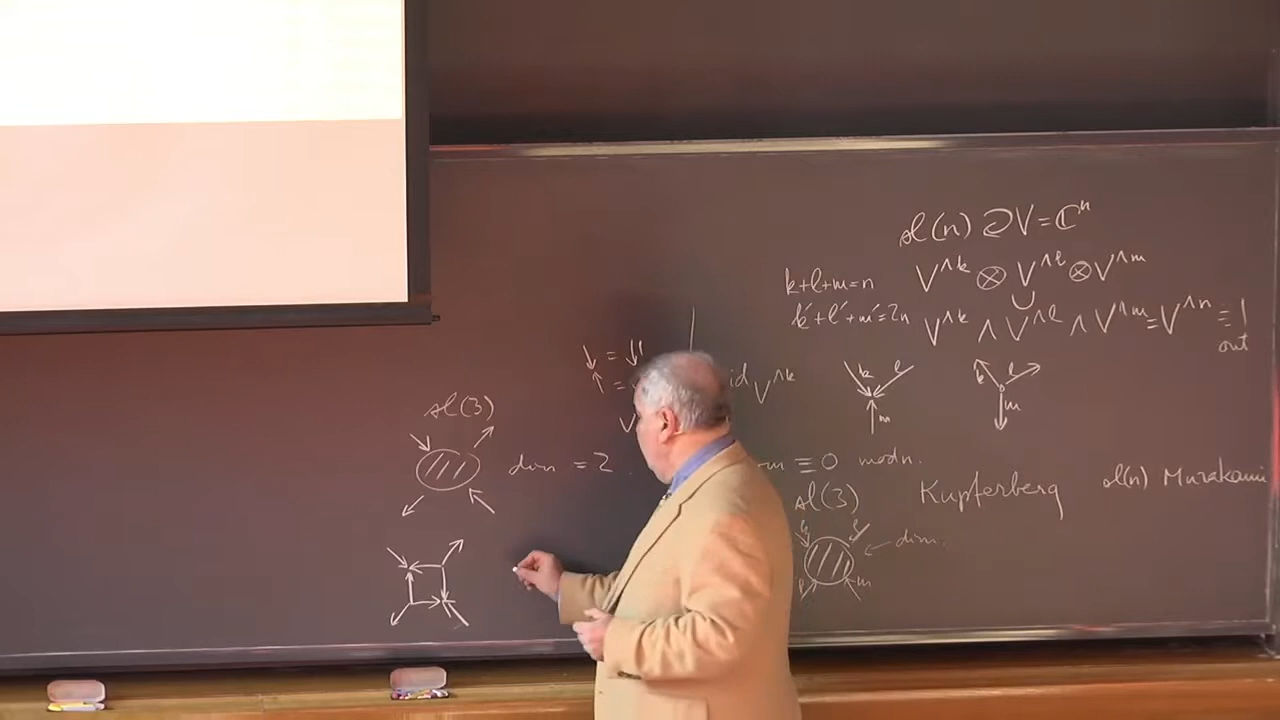 sl(n) ⊃ V = ℂⁿ
k+l+m=n V^{∧k} ⊗ V^{∧l} ⊗ V^{∧m}
∪
k'+l'+m'=2n V^{∧k} ∧ V^{∧l} ∧ V^{∧m} ≡ V^{∧n} ≡ 1
out
id V^{∧k}
k l
m
k l
m
sl(3)
dim = 2
≡ 0 mod n.
sl(3)
Kupferberg
sl(n) Murakami
dim.
m